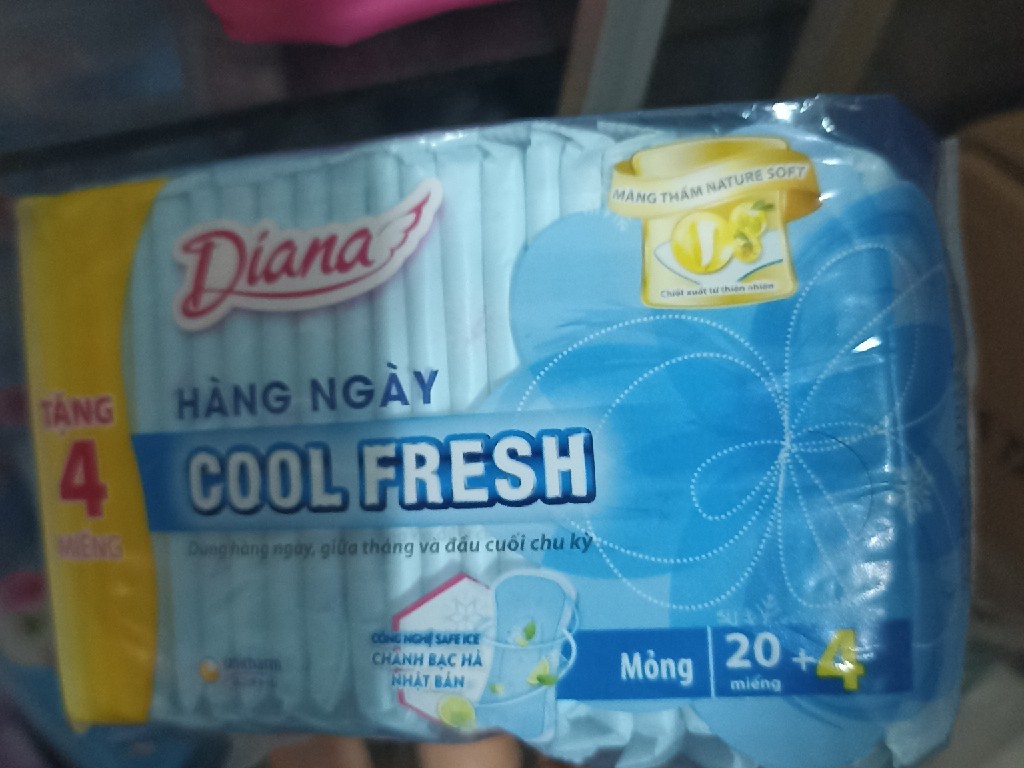 Diana
MÀNG THẤM NATURE SOFT
Chiết xuất từ thiên nhiên
TẶNG
4
MIẾNG
HÀNG NGÀY
COOL FRESH
Dùng hàng ngày, giữa tháng và đầu cuối chu kỳ
CÔNG NGHỆ SAFE ICE
CHANH BẠC HÀ
NHẬT BẢN
unicharm
Mỏng
20 +4
miếng